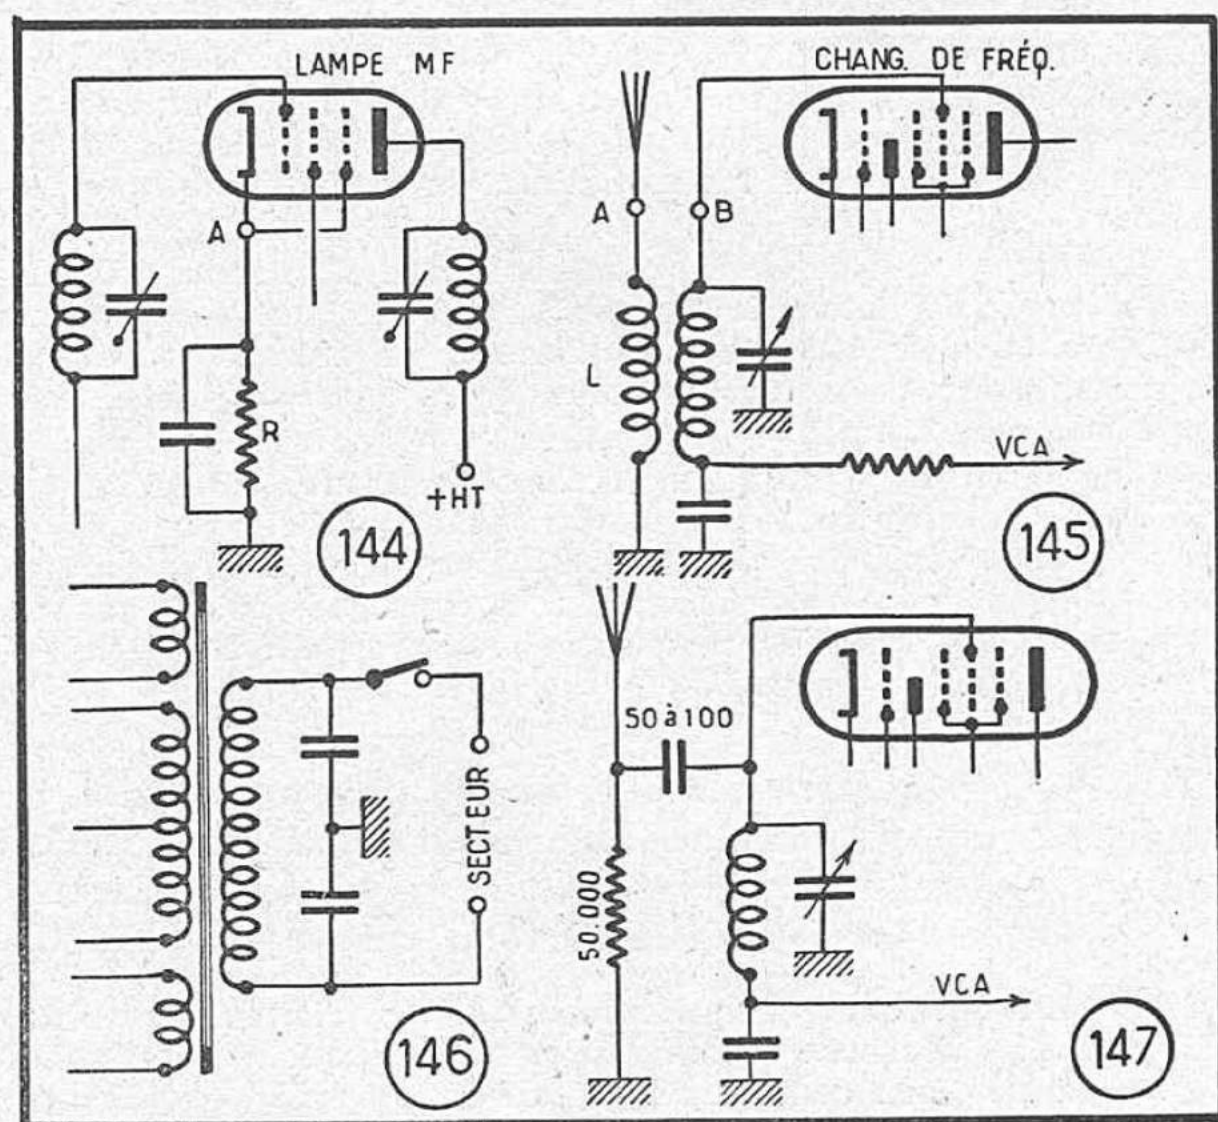 LAMPE MF
A
R
+HT
144
CHANG. DE FRÉQ.
A
B
L
VCA
145
SECTEUR
146
50 à 100
50.000
VCA
147